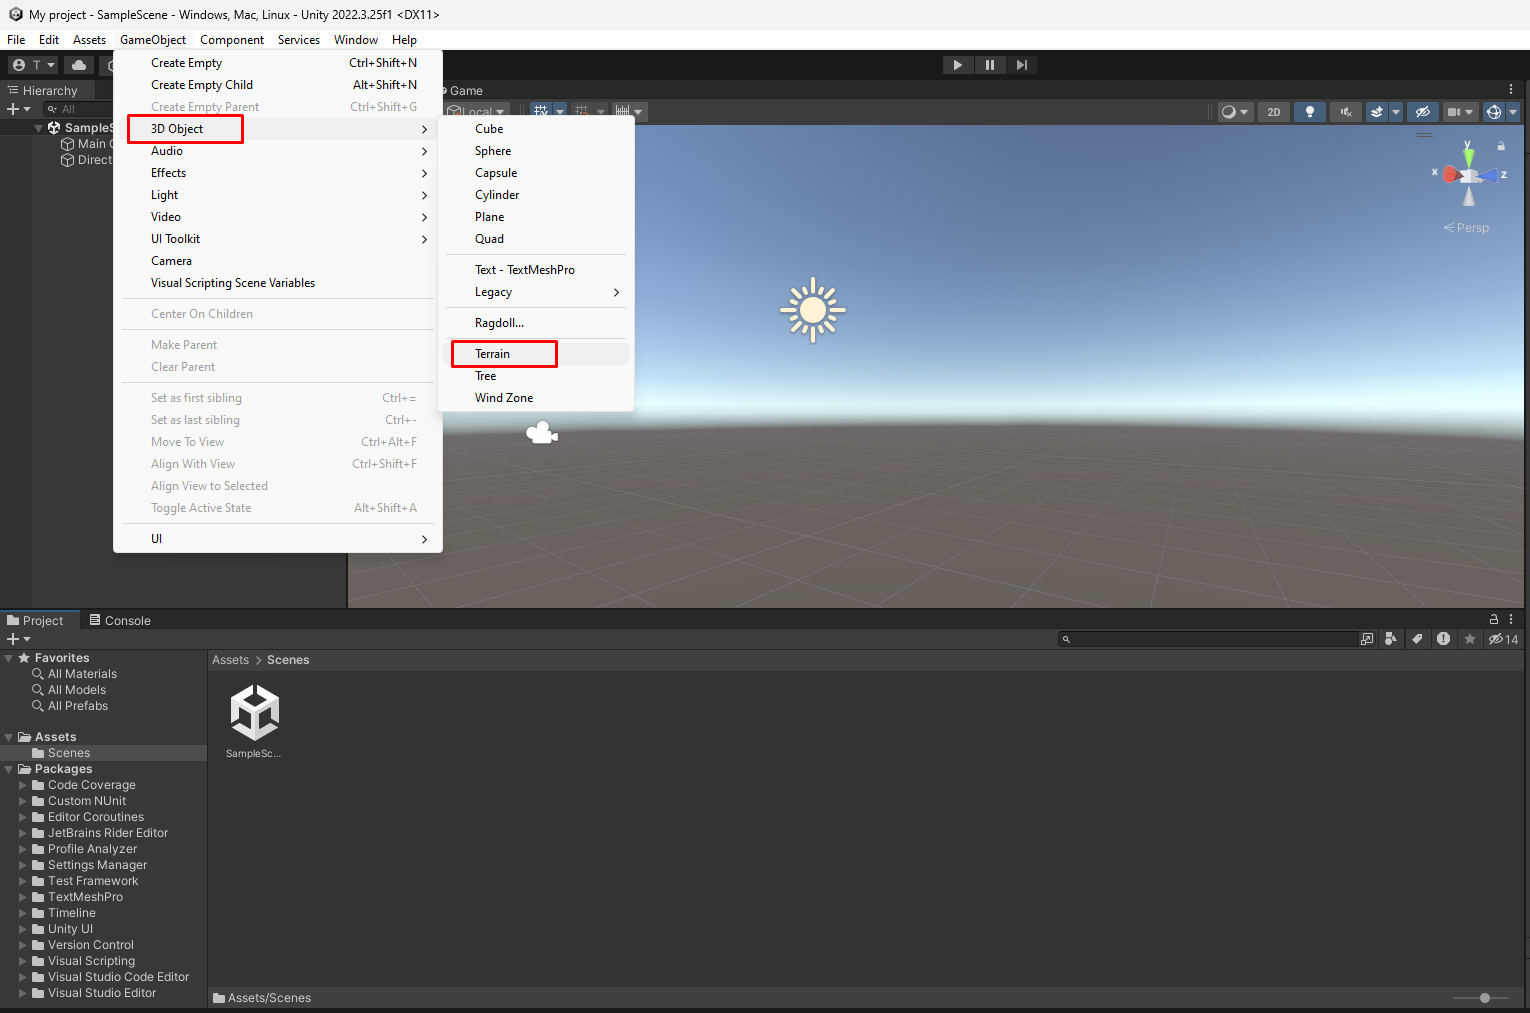 My project - SampleScene - Windows, Mac, Linux - Unity 2022.3.25f1 <DX11>
File Edit Assets GameObject Component Services Window Help
T
Hierarchy
All
SampleS
Main C
Direct
Create Empty Ctrl+Shift+N
Create Empty Child Alt+Shift+N
Create Empty Parent Ctrl+Shift+G
3D Object
Audio
Effects
Light
Video
UI Toolkit
Camera
Visual Scripting Scene Variables
Center On Children
Make Parent
Clear Parent
Set as first sibling Ctrl+=
Set as last sibling Ctrl+-
Move To View Ctrl+Alt+F
Align With View Ctrl+Shift+F
Align View to Selected
Toggle Active State Alt+Shift+A
UI
Cube
Sphere
Capsule
Cylinder
Plane
Quad
Text - TextMeshPro
Legacy
Ragdoll...
Terrain
Tree
Wind Zone
Game
Local
2D
y
x
z
Persp
Project Console
14
Favorites
All Materials
All Models
All Prefabs
Assets
Scenes
Packages
Code Coverage
Custom NUnit
Editor Coroutines
JetBrains Rider Editor
Profile Analyzer
Settings Manager
Test Framework
TextMeshPro
Timeline
Unity UI
Version Control
Visual Scripting
Visual Studio Code Editor
Visual Studio Editor
Assets > Scenes
SampleSc...
Assets/Scenes